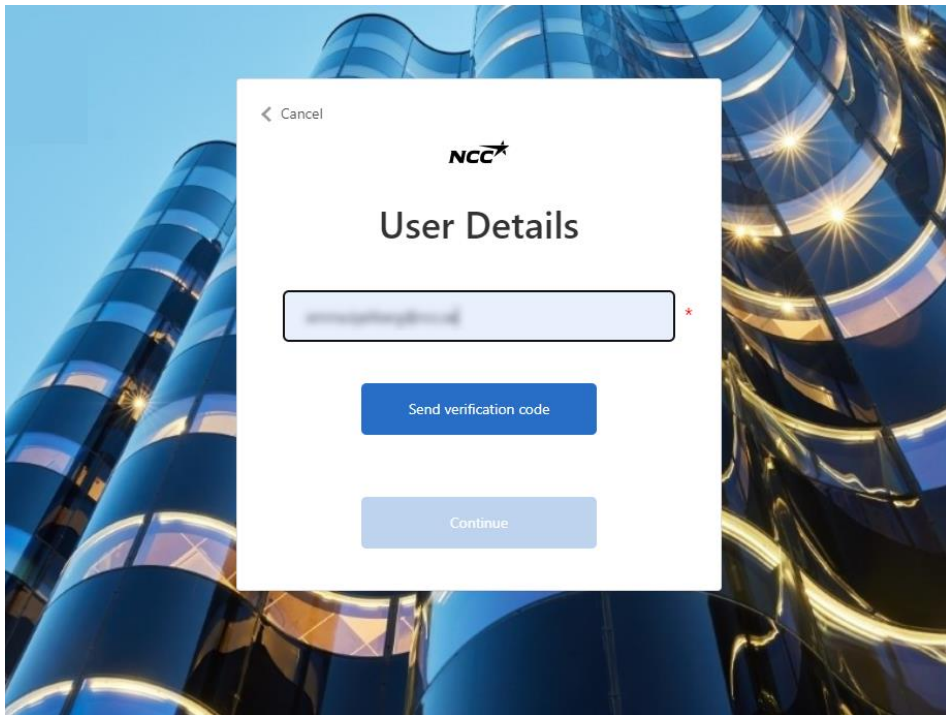 Cancel
NCC
User Details
*
Send verification code
Continue